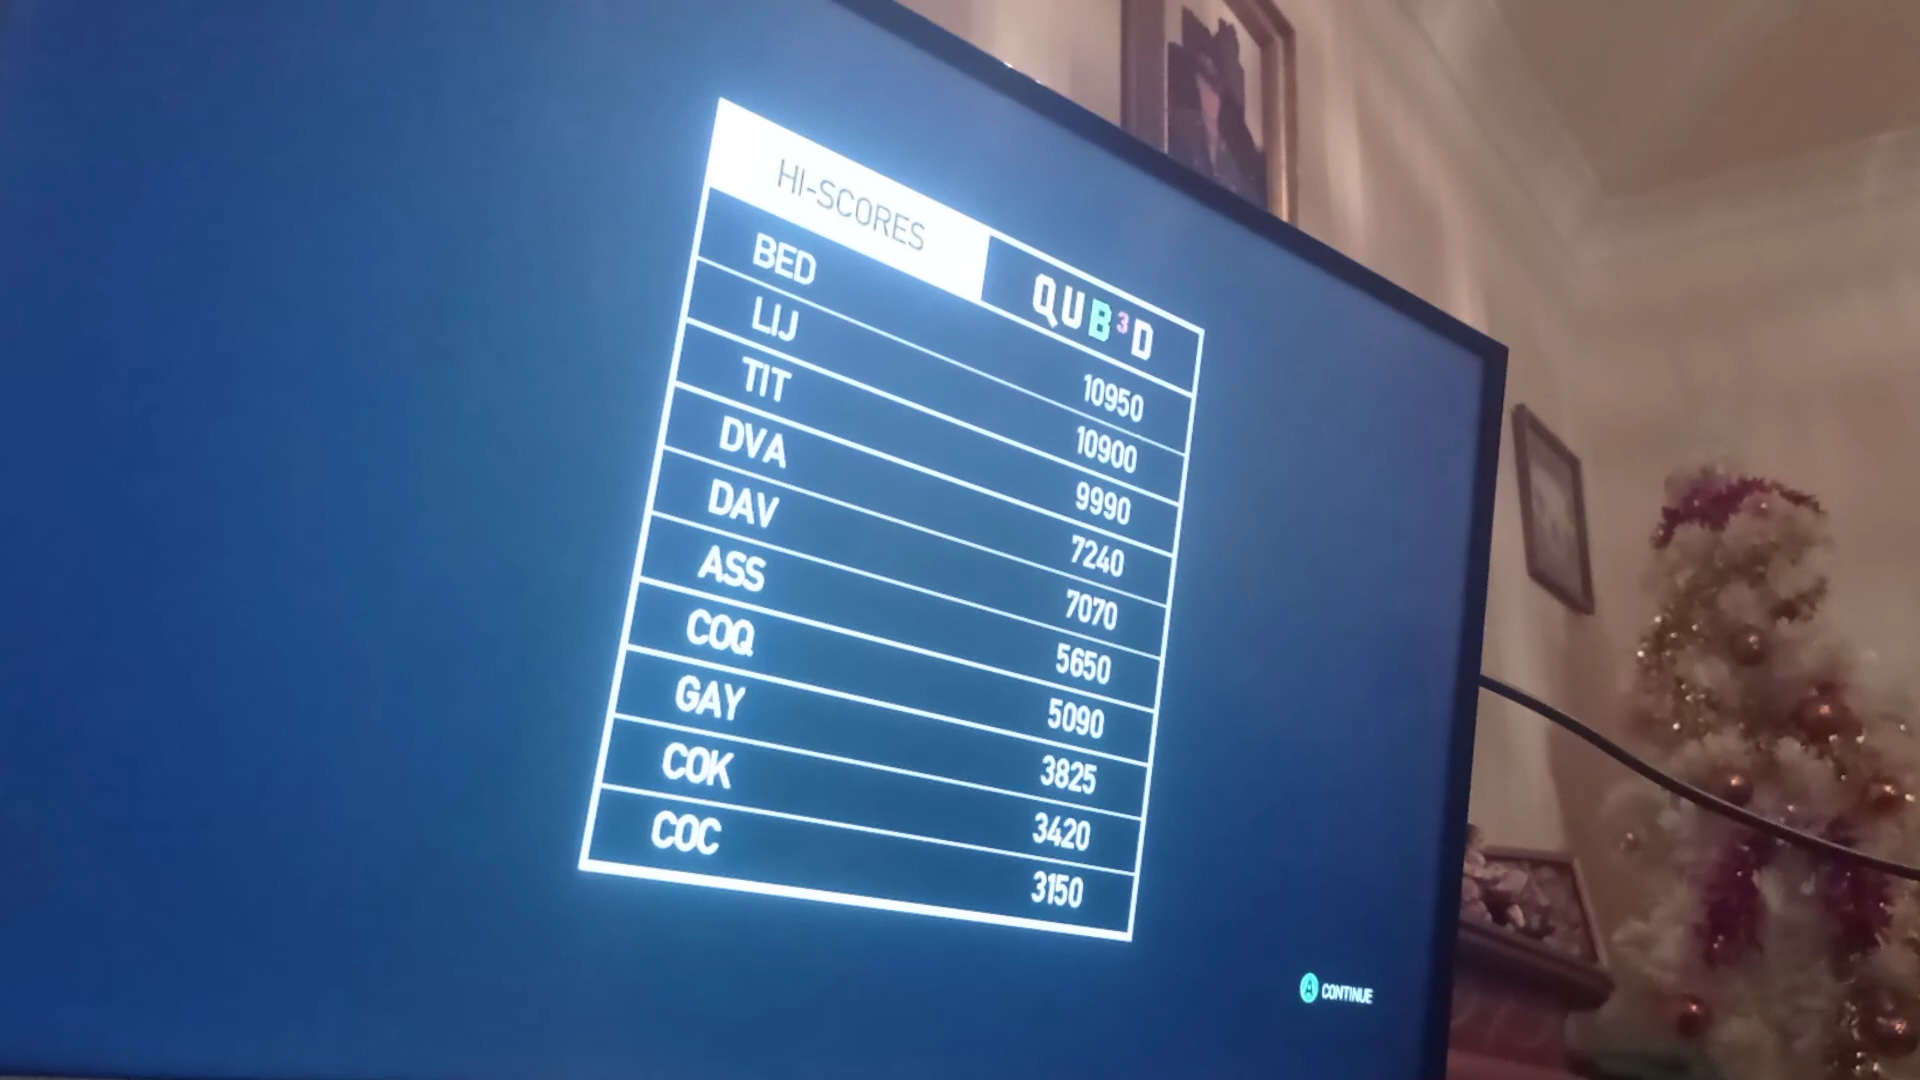 HI-SCORES QUB³D
BED 10950
LIJ 10900
TIT 9990
DVA 7240
DAV 7070
ASS 5650
COQ 5090
GAY 3825
COK 3420
COC 3150
A CONTINUE